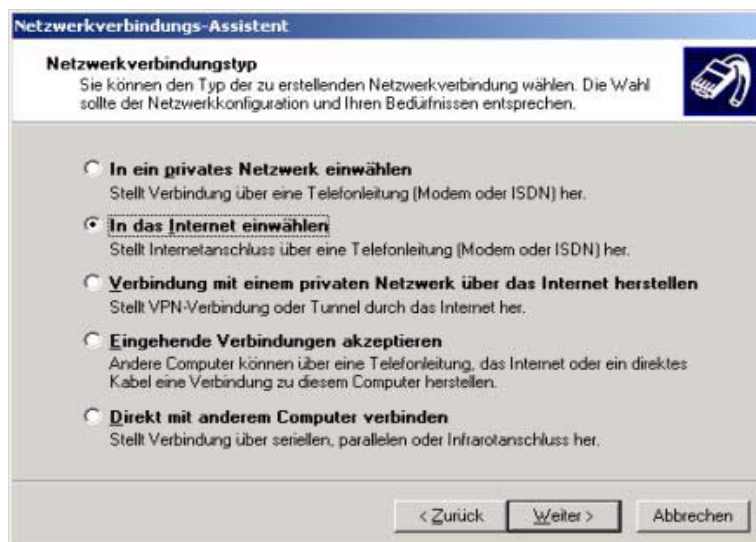 Netzwerkverbindungs-Assistent
Netzwerkverbindungstyp
Sie können den Typ der zu erstellenden Netzwerkverbindung wählen. Die Wahl
sollte der Netzwerkkonfiguration und Ihren Bedürfnissen entsprechen.
In ein privates Netzwerk einwählen
Stellt Verbindung über eine Telefonleitung (Modem oder ISDN) her.
In das Internet einwählen
Stellt Internetanschluss über eine Telefonleitung (Modem oder ISDN) her.
Verbindung mit einem privaten Netzwerk über das Internet herstellen
Stellt VPN-Verbindung oder Tunnel durch das Internet her.
Eingehende Verbindungen akzeptieren
Andere Computer können über eine Telefonleitung, das Internet oder ein direktes
Kabel eine Verbindung zu diesem Computer herstellen.
Direkt mit anderem Computer verbinden
Stellt Verbindung über seriellen, parallelen oder Infrarotanschluss her.
< Zurück Weiter > Abbrechen